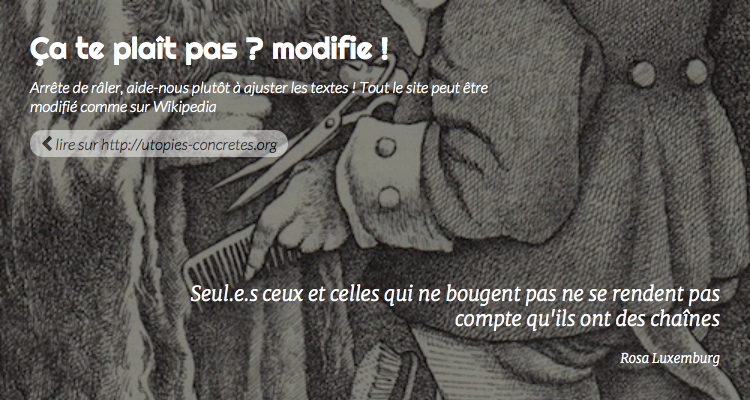 Ça te plaît pas ? modifie !
Arrête de râler, aide-nous plutôt à ajuster les textes ! Tout le site peut être
modifié comme sur Wikipedia
lire sur http://utopies-concretes.org
Seul.e.s ceux et celles qui ne bougent pas ne se rendent pas
compte qu'ils ont des chaînes
Rosa Luxemburg